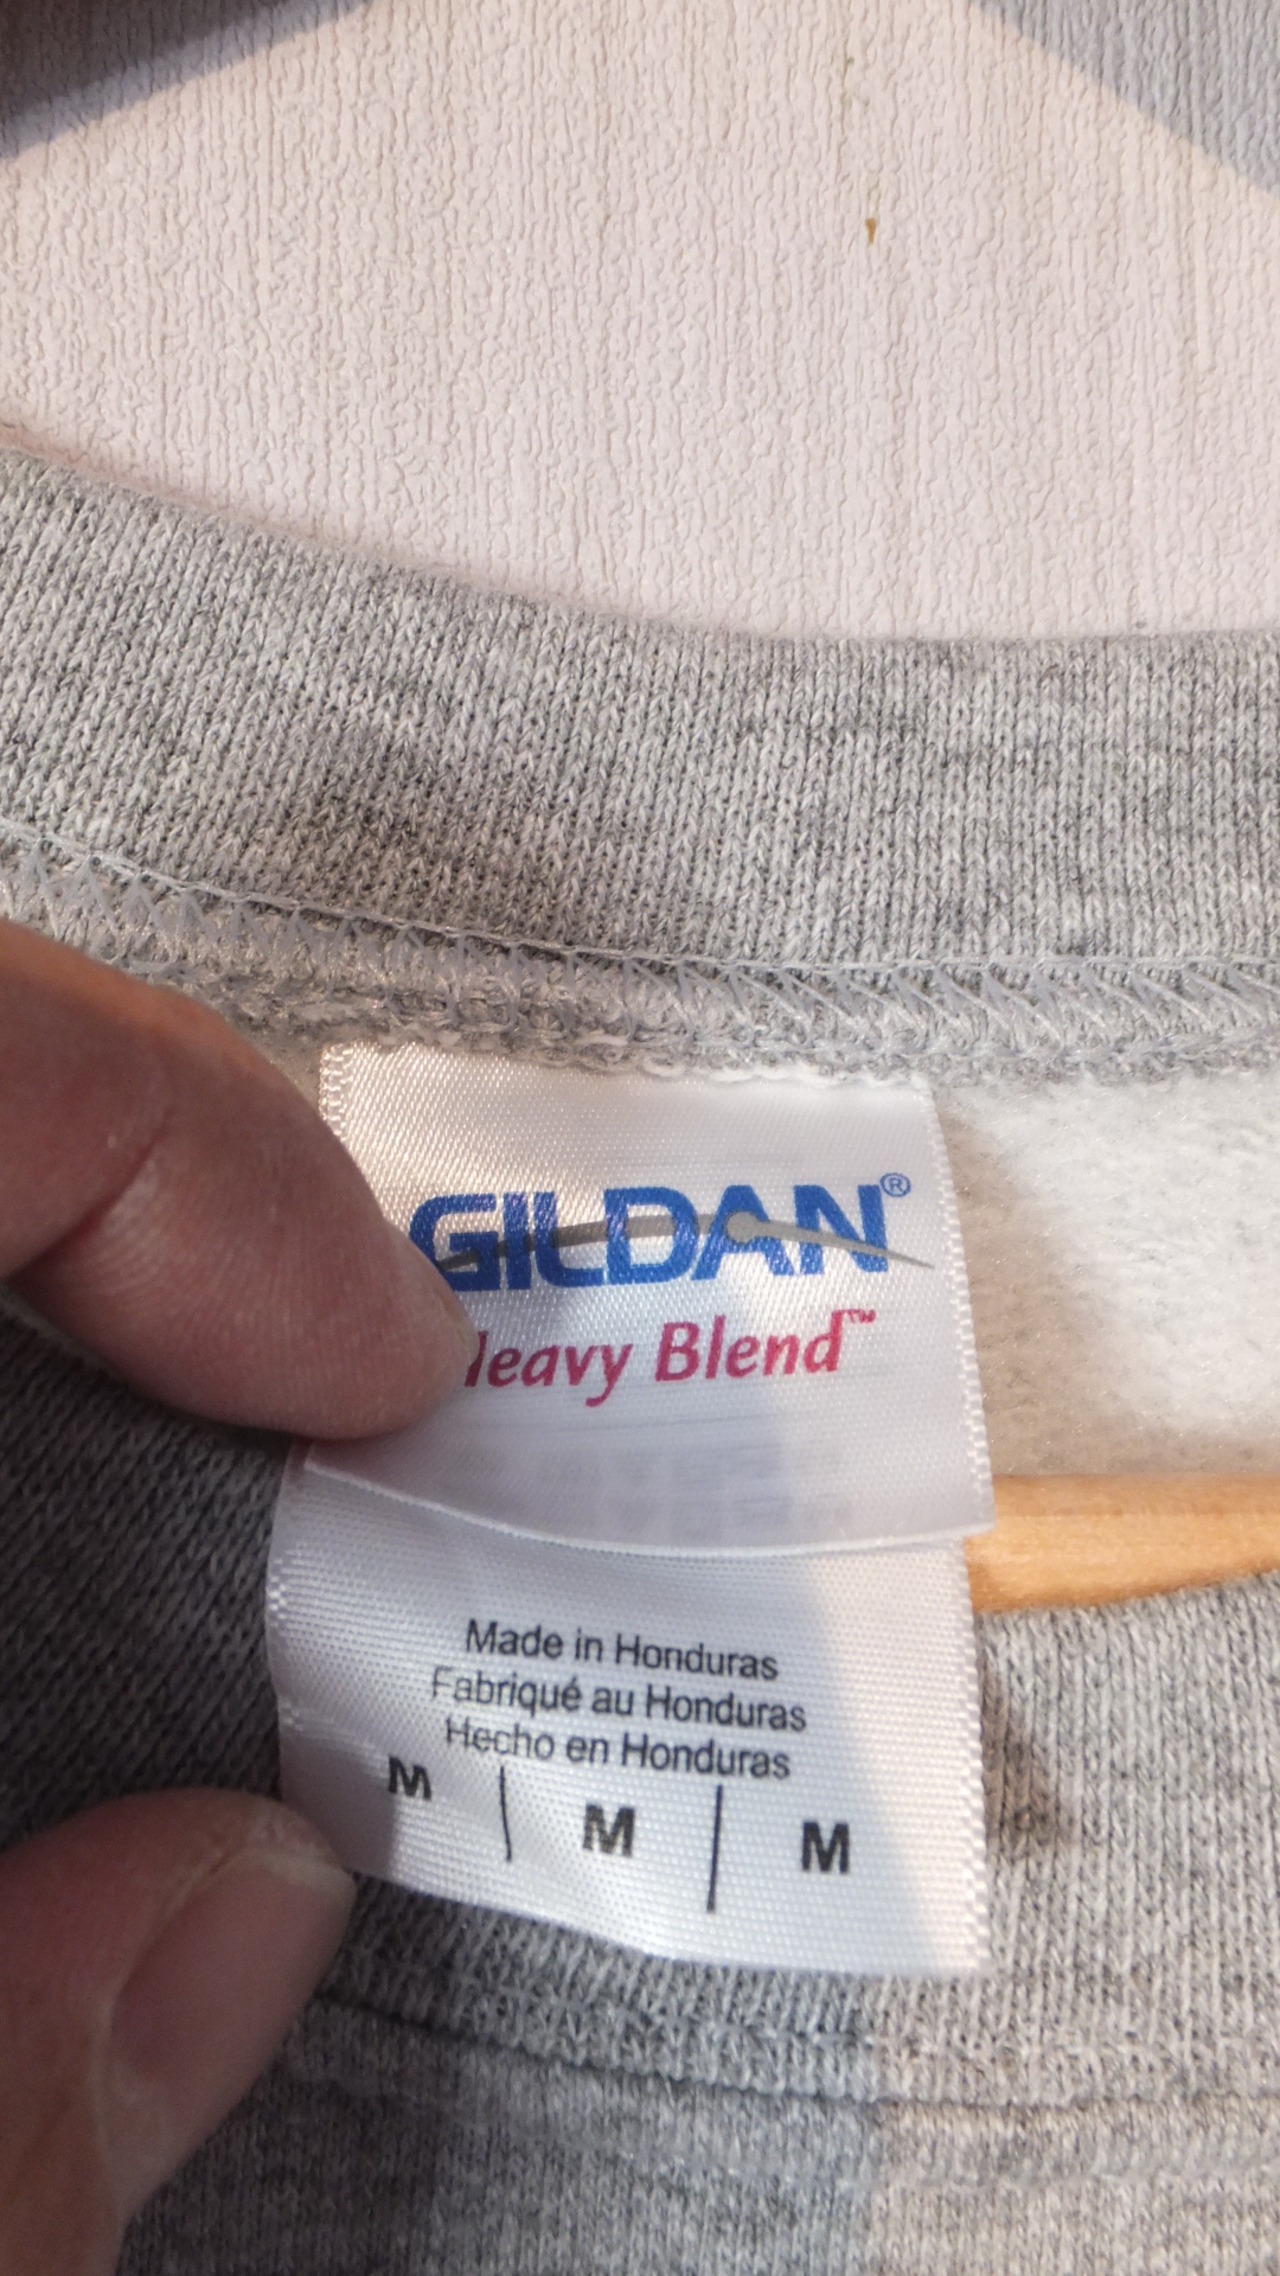 GILDAN®
Heavy Blend™
Made in Honduras
Fabriqué au Honduras
Hecho en Honduras
M | M | M